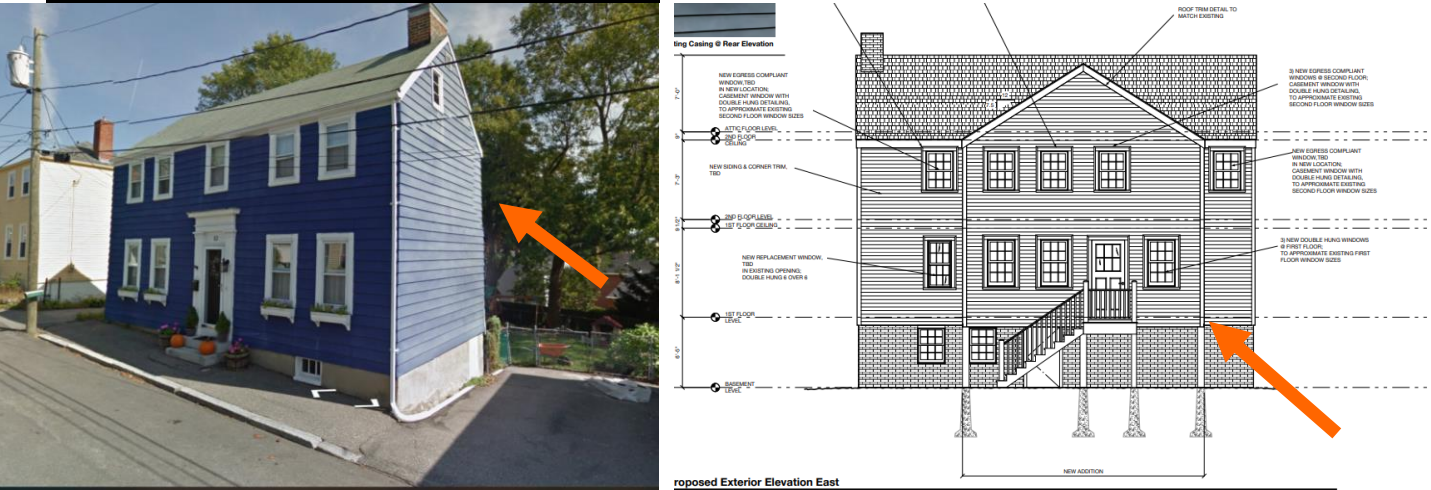 ting Casing @ Rear Elevation
ROOF TRIM DETAIL TO
MATCH EXISTING
NEW EGRESS COMPLIANT
WINDOW,TBD
IN NEW LOCATION;
CASEMENT WINDOW WITH
DOUBLE HUNG DETAILING,
TO APPROXIMATE EXISTING
SECOND FLOOR WINDOW SIZES
3) NEW EGRESS COMPLIANT
WINDOWS @ SECOND FLOOR;
CASEMENT WINDOW WITH
DOUBLE HUNG DETAILING,
TO APPROXIMATE EXISTING
SECOND FLOOR WINDOW SIZES
7'-0"
ATTIC FLOOR LEVEL
9"
2ND FLOOR
CEILING
NEW SIDING & CORNER TRIM,
TBD
7'-3"
NEW EGRESS COMPLIANT
WINDOW,TBD
IN NEW LOCATION;
CASEMENT WINDOW WITH
DOUBLE HUNG DETAILING,
TO APPROXIMATE EXISTING
SECOND FLOOR WINDOW SIZES
2ND FLOOR LEVEL
1ST FLOOR CEILING
NEW REPLACEMENT WINDOW,
TBD
IN EXISTING OPENING;
DOUBLE HUNG 6 OVER 6
3) NEW DOUBLE HUNG WINDOWS
@ FIRST FLOOR,
TO APPROXIMATE EXISTING FIRST
FLOOR WINDOW SIZES
1ST FLOOR
LEVEL
BASEMENT
LEVEL
NEW ADDITION
roposed Exterior Elevation East